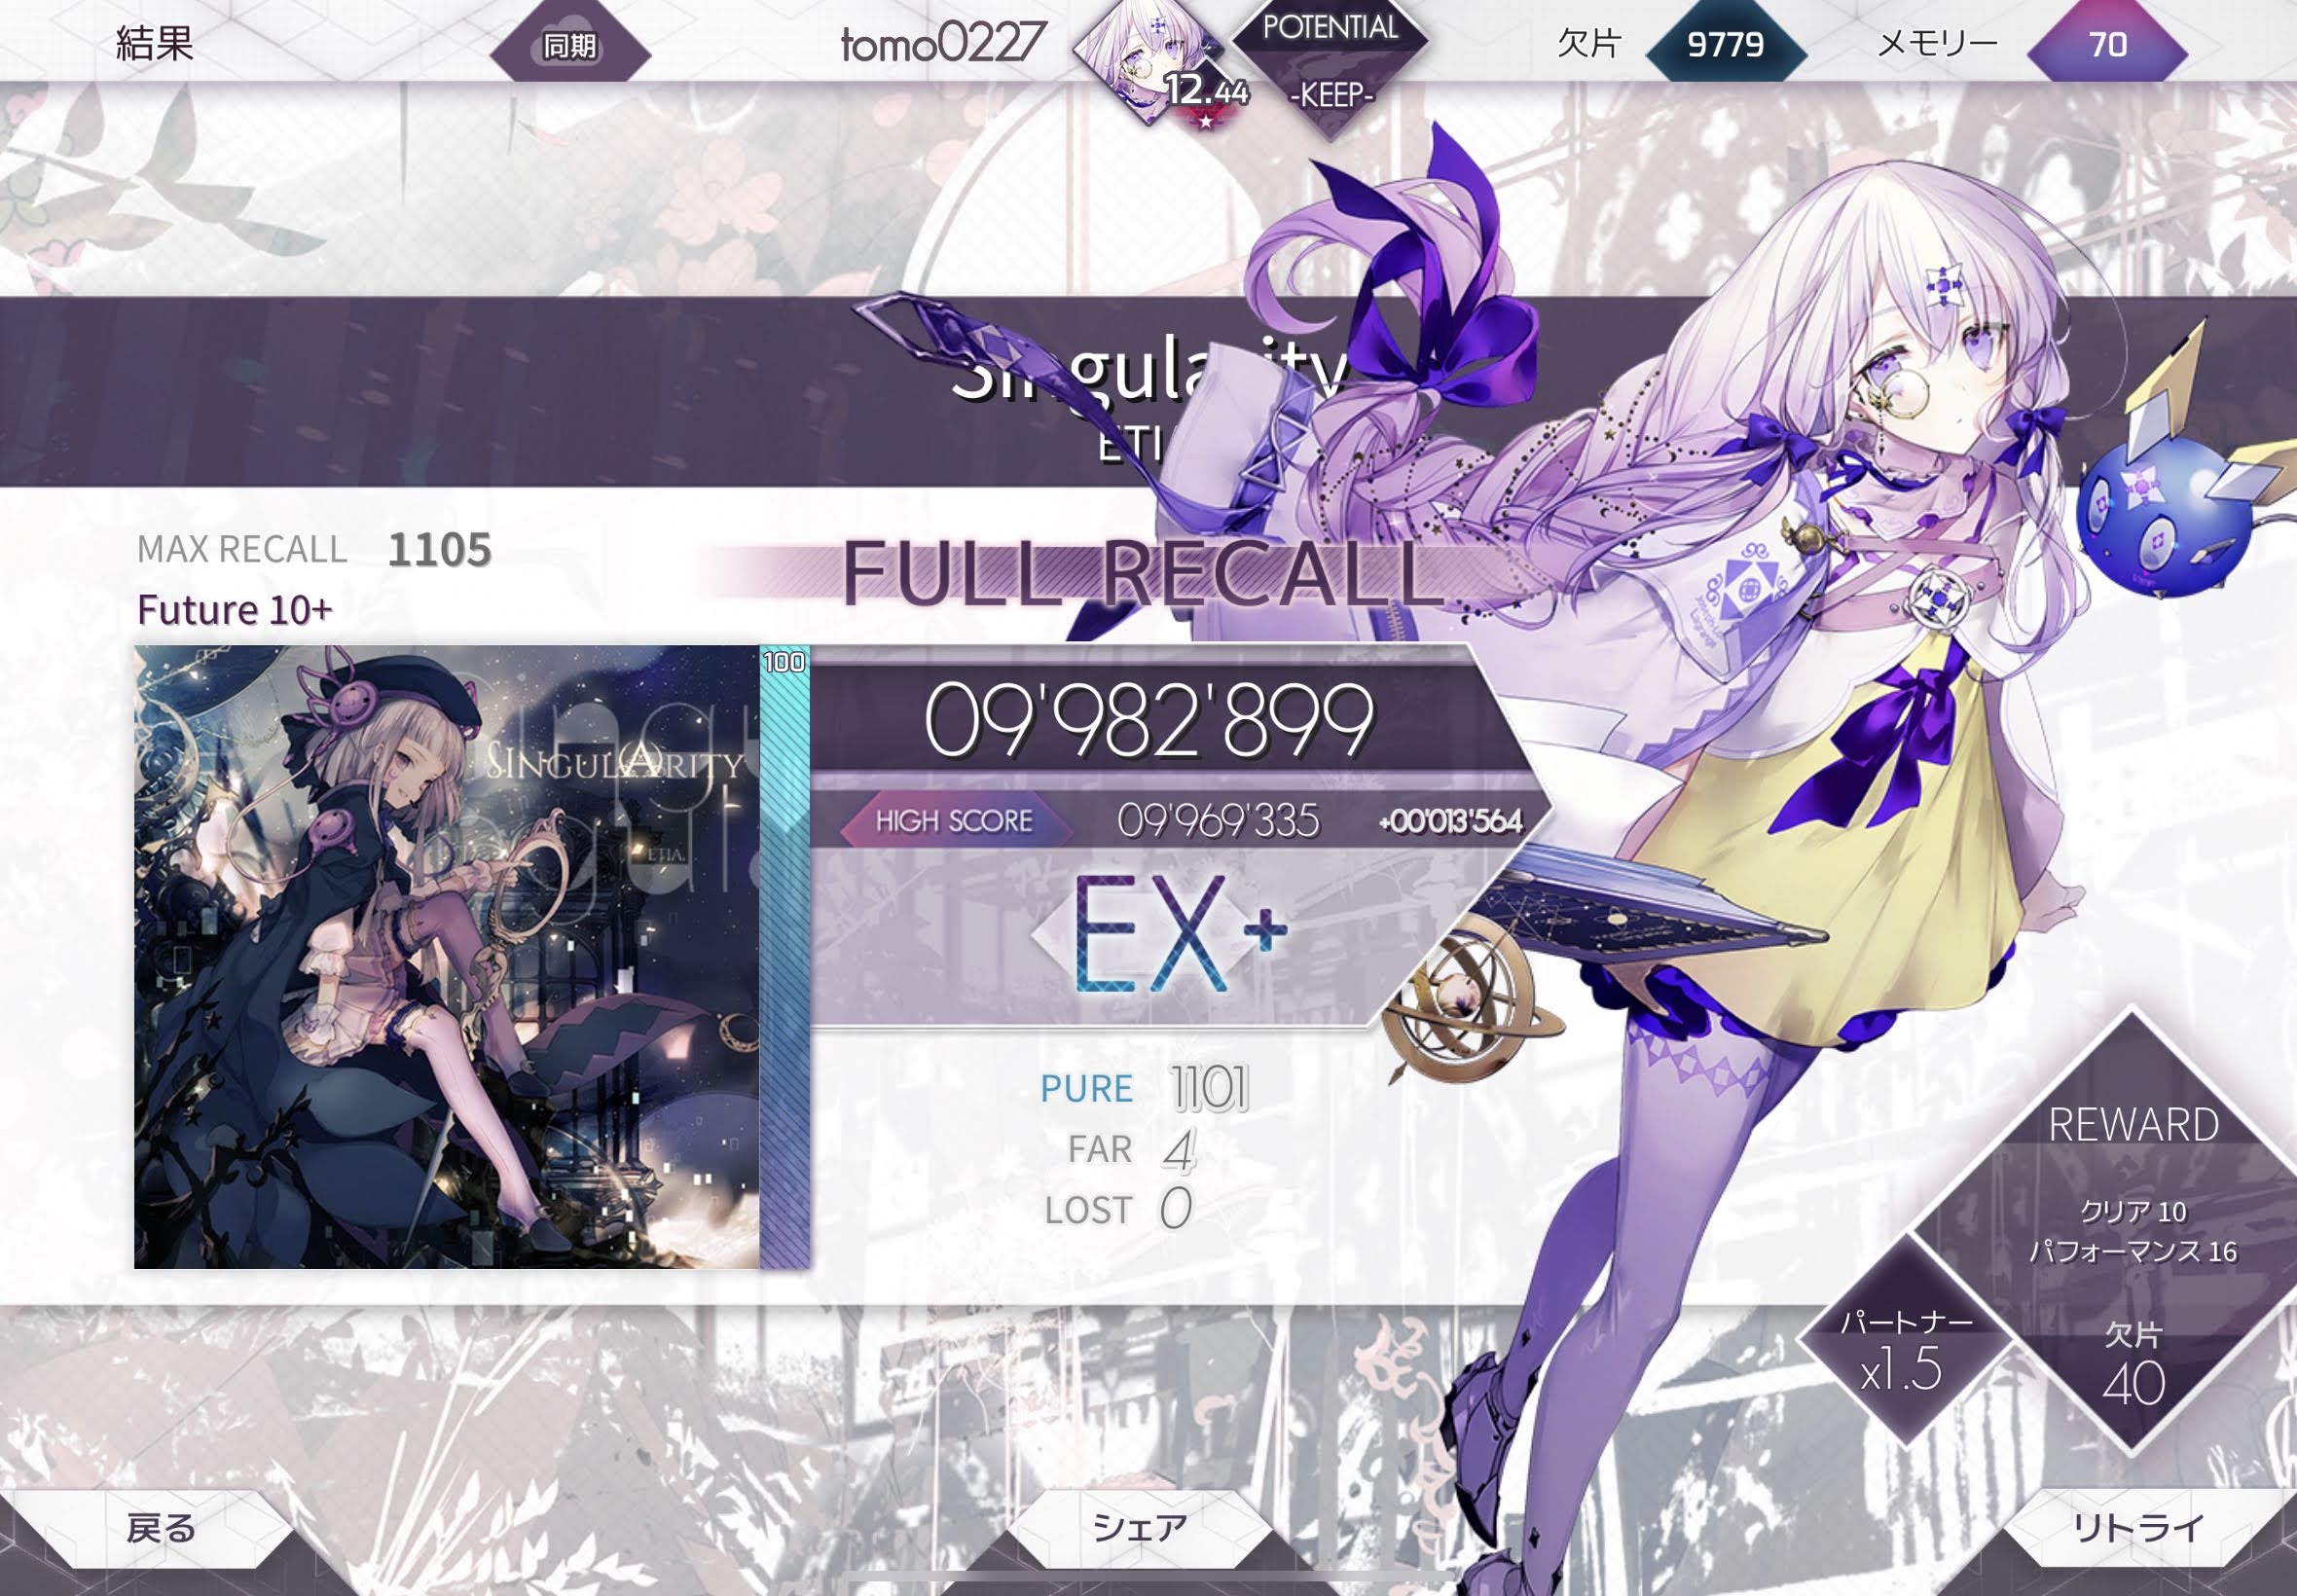 結果
同期
tomo0227
12.44
POTENTIAL
-KEEP-
欠片
9779
メモリー
70
Singularity
ETI
MAX RECALL 1105
Future 10+
FULL RECALL
100
SINGULARITY
ETIA.
09'982'899
HIGH SCORE 09'969'335 +00'013'564
EX+
PURE 1101
FAR 4
LOST 0
REWARD
クリア 10
パフォーマンス 16
欠片
40
パートナー
x1.5
戻る
シェア
リトライ